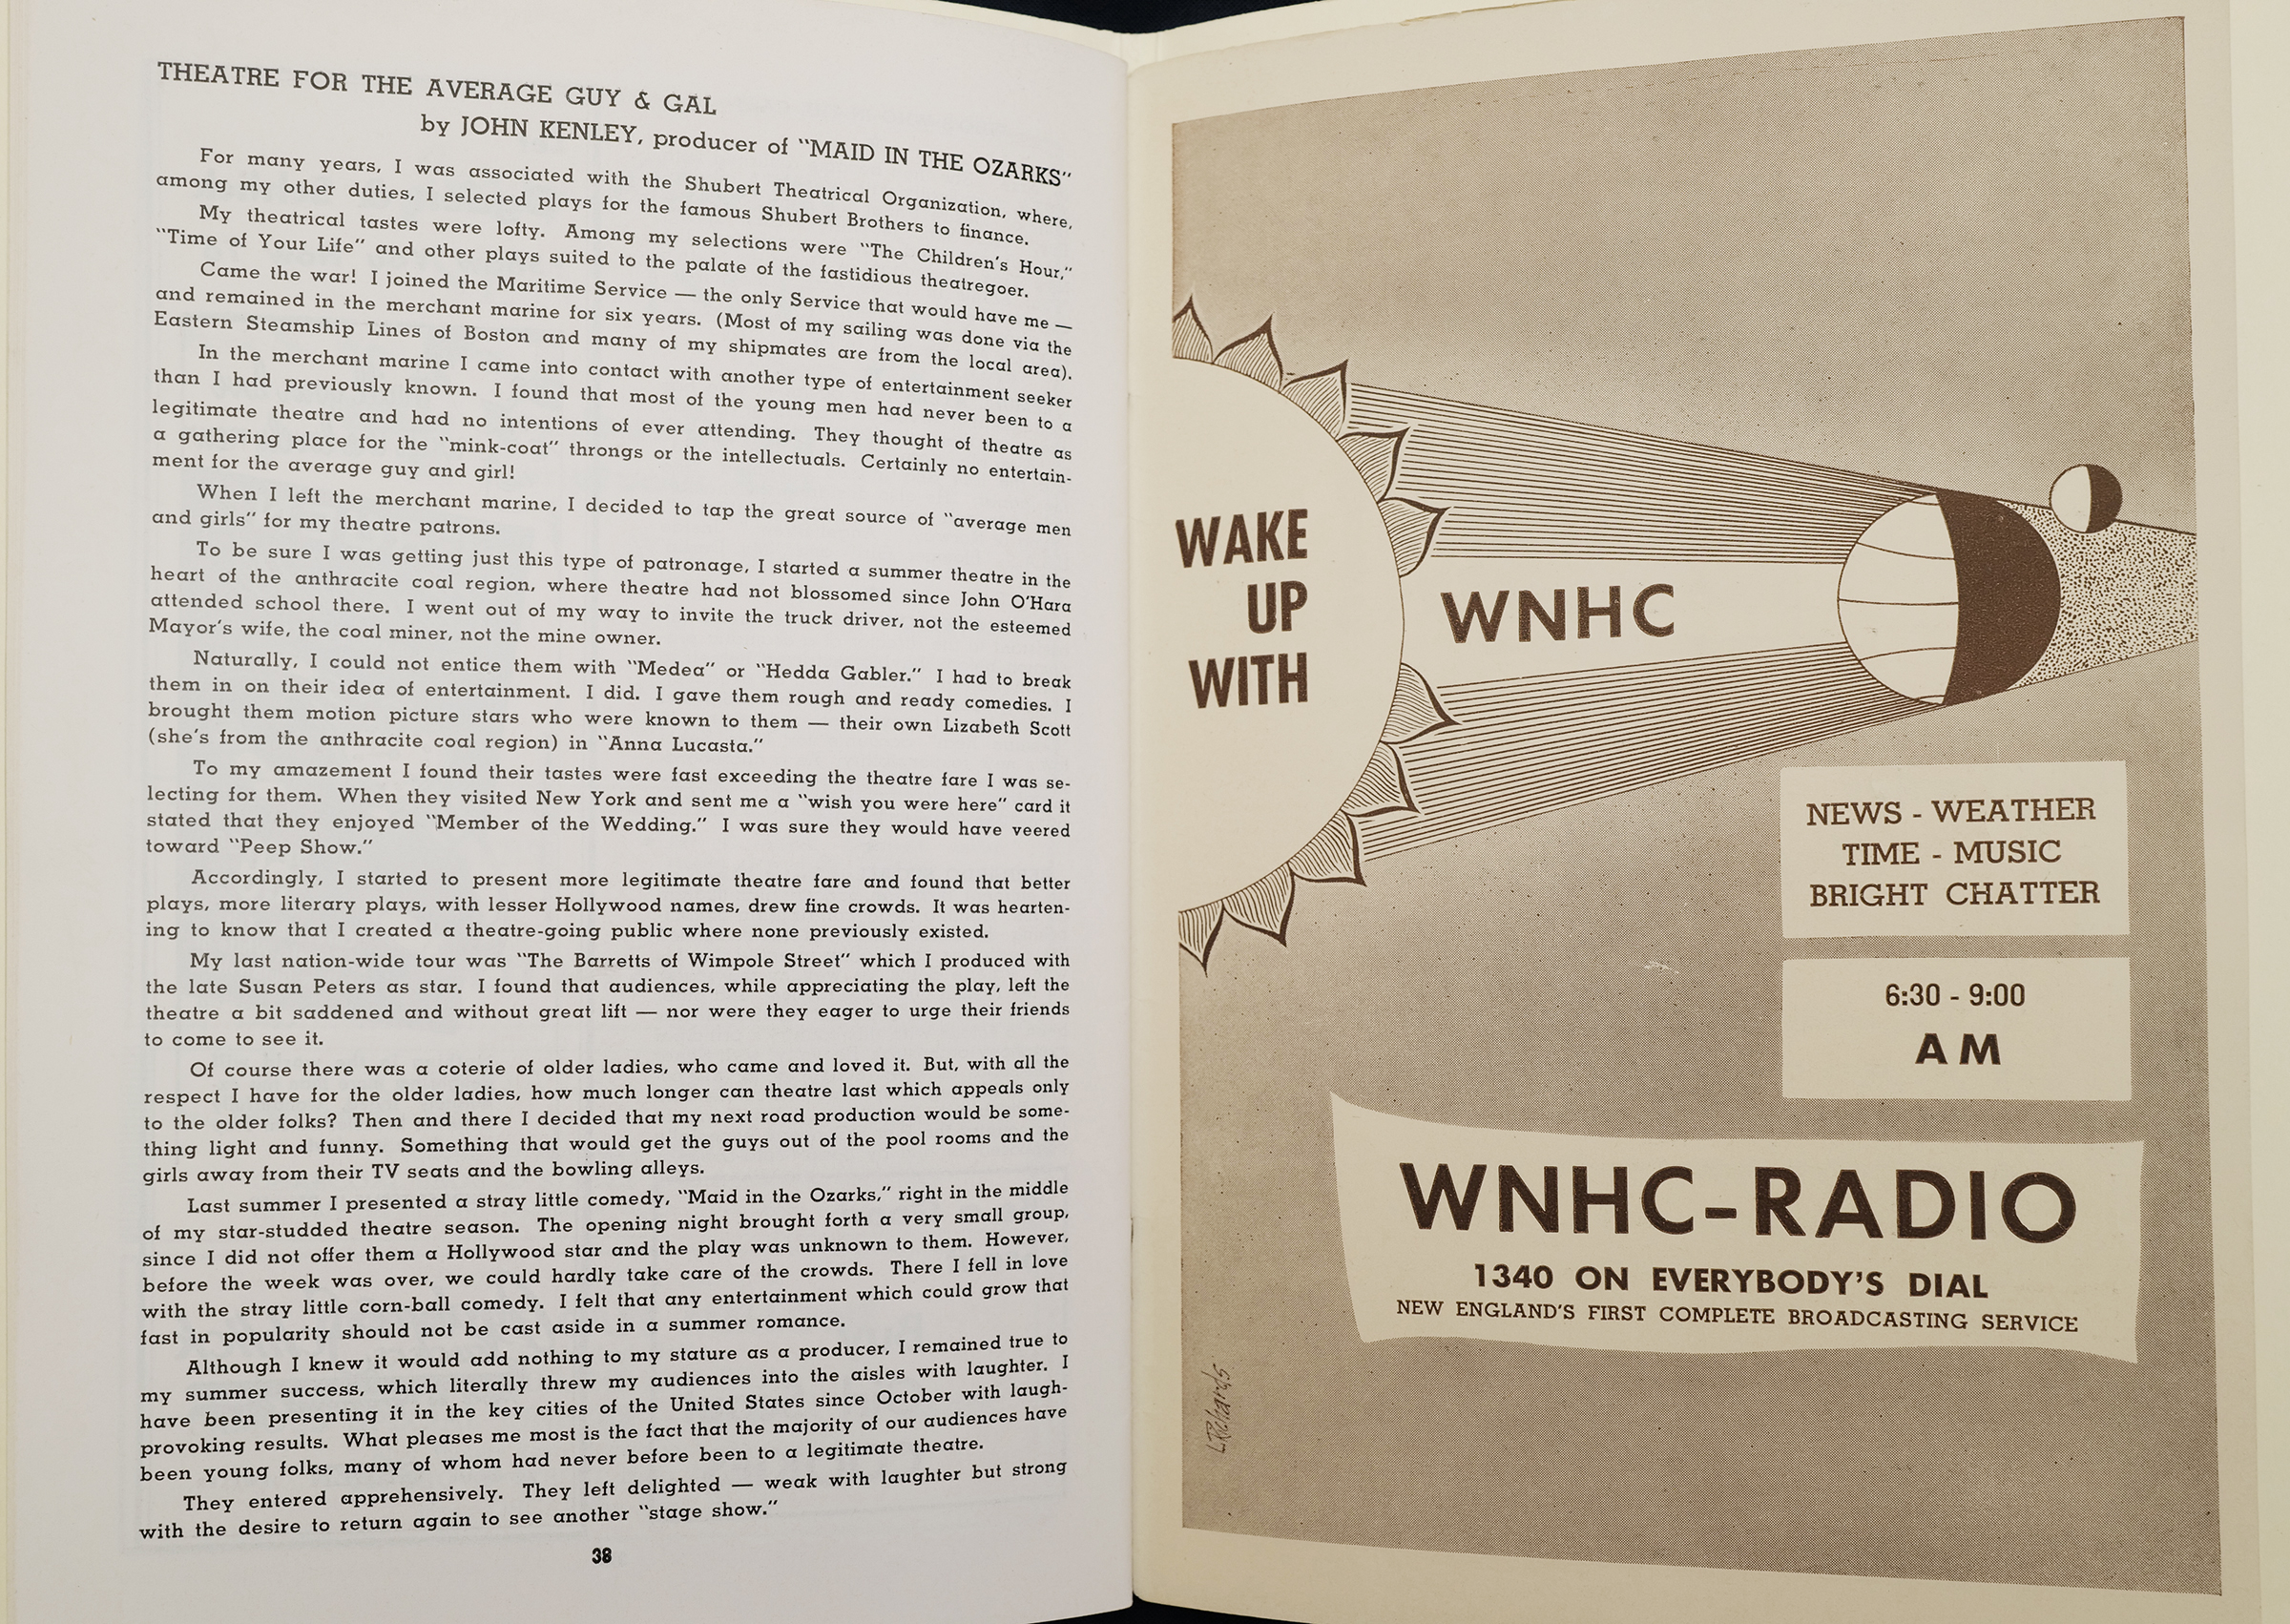 THEATRE FOR THE AVERAGE GUY & GAL
by JOHN KENLEY, producer of "MAID IN THE OZARKS"
For many years, I was associated with the Shubert Theatrical Organization, where,
among my other duties, I selected plays for the famous Shubert Brothers to finance.
My theatrical tastes were lofty. Among my selections were "The Children's Hour,"
"Time of Your Life" and other plays suited to the palate of the fastidious theatregoer.
Came the war! I joined the Maritime Service — the only Service that would have me —
and remained in the merchant marine for six years. (Most of my sailing was done via the
Eastern Steamship Lines of Boston and many of my shipmates are from the local area).
In the merchant marine I came into contact with another type of entertainment seeker
than I had previously known. I found that most of the young men had never been to a
legitimate theatre and had no intentions of ever attending. They thought of theatre as
a gathering place for the "mink-coat" throngs or the intellectuals. Certainly no entertain-
ment for the average guy and girl!
When I left the merchant marine, I decided to tap the great source of "average men
and girls" for my theatre patrons.
To be sure I was getting just this type of patronage, I started a summer theatre in the
heart of the anthracite coal region, where theatre had not blossomed since John O'Hara
attended school there. I went out of my way to invite the truck driver, not the esteemed
Mayor's wife, the coal miner, not the mine owner.
Naturally, I could not entice them with "Medea" or "Hedda Gabler." I had to break
them in on their idea of entertainment. I did. I gave them rough and ready comedies. I
brought them motion picture stars who were known to them — their own Lizabeth Scott
(she's from the anthracite coal region) in "Anna Lucasta."
To my amazement I found their tastes were fast exceeding the theatre fare I was se-
lecting for them. When they visited New York and sent me a "wish you were here" card it
stated that they enjoyed "Member of the Wedding." I was sure they would have veered
toward "Peep Show."
Accordingly, I started to present more legitimate theatre fare and found that better
plays, more literary plays, with lesser Hollywood names, drew fine crowds. It was hearten-
ing to know that I created a theatre-going public where none previously existed.
My last nation-wide tour was "The Barretts of Wimpole Street" which I produced with
the late Susan Peters as star. I found that audiences, while appreciating the play, left the
theatre a bit saddened and without great lift — nor were they eager to urge their friends
to come to see it.
Of course there was a coterie of older ladies, who came and loved it. But, with all the
respect I have for the older ladies, how much longer can theatre last which appeals only
to the older folks? Then and there I decided that my next road production would be some-
thing light and funny. Something that would get the guys out of the pool rooms and the
girls away from their TV seats and the bowling alleys.
Last summer I presented a stray little comedy, "Maid in the Ozarks," right in the middle
of my star-studded theatre season. The opening night brought forth a very small group,
since I did not offer them a Hollywood star and the play was unknown to them. However,
before the week was over, we could hardly take care of the crowds. There I fell in love
with the stray little corn-ball comedy. I felt that any entertainment which could grow that
fast in popularity should not be cast aside in a summer romance.
Although I knew it would add nothing to my stature as a producer, I remained true to
my summer success, which literally threw my audiences into the aisles with laughter. I
have been presenting it in the key cities of the United States since October with laugh-
provoking results. What pleases me most is the fact that the majority of our audiences have
been young folks, many of whom had never before been to a legitimate theatre.
They entered apprehensively. They left delighted — weak with laughter but strong
with the desire to return again to see another "stage show."
38
WAKE
UP
WITH
WNHC
NEWS - WEATHER
TIME - MUSIC
BRIGHT CHATTER
6:30 - 9:00
AM
WNHC-RADIO
1340 ON EVERYBODY'S DIAL
NEW ENGLAND'S FIRST COMPLETE BROADCASTING SERVICE
L Richards